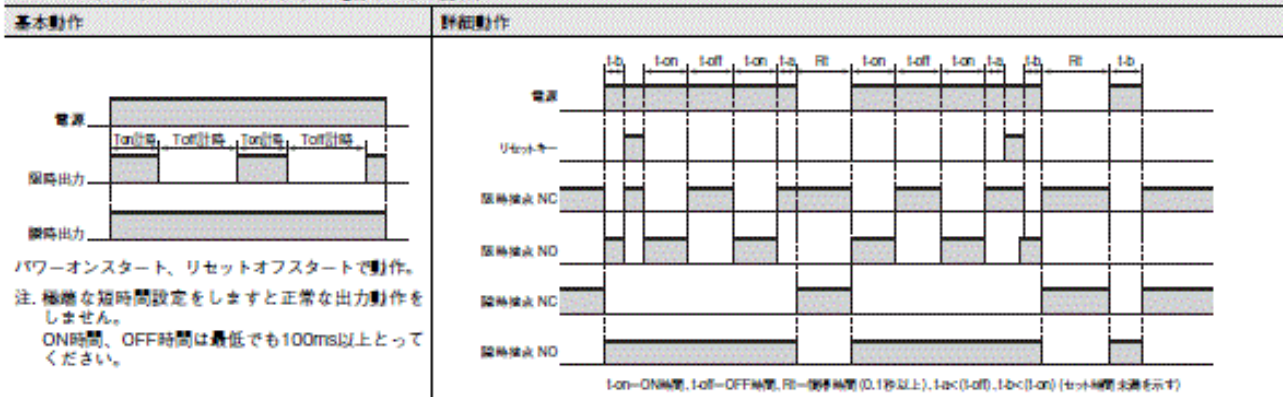 基本動作
詳細動作
電源
Ton計時 Toff計時 Ton計時 Toff計時
限時出力
瞬時出力
パワーオンスタート、リセットオフスタートで動作。
注. 極端な短時間設定をしますと正常な出力動作を
しません。
ON時間、OFF時間は最低でも100ms以上とって
ください。
t-b t-on t-off t-on t-a Rt t-on t-off t-on t-a t-b Rt t-b
電源
リセットキー
限時接点 NC
限時接点 NO
瞬時接点 NC
瞬時接点 NO
t-on=ON時間, t-off=OFF時間, Rt=復帰時間 (0.1秒以上), t-a<(t-off), t-b<(t-on) (セット時間未満を示す)